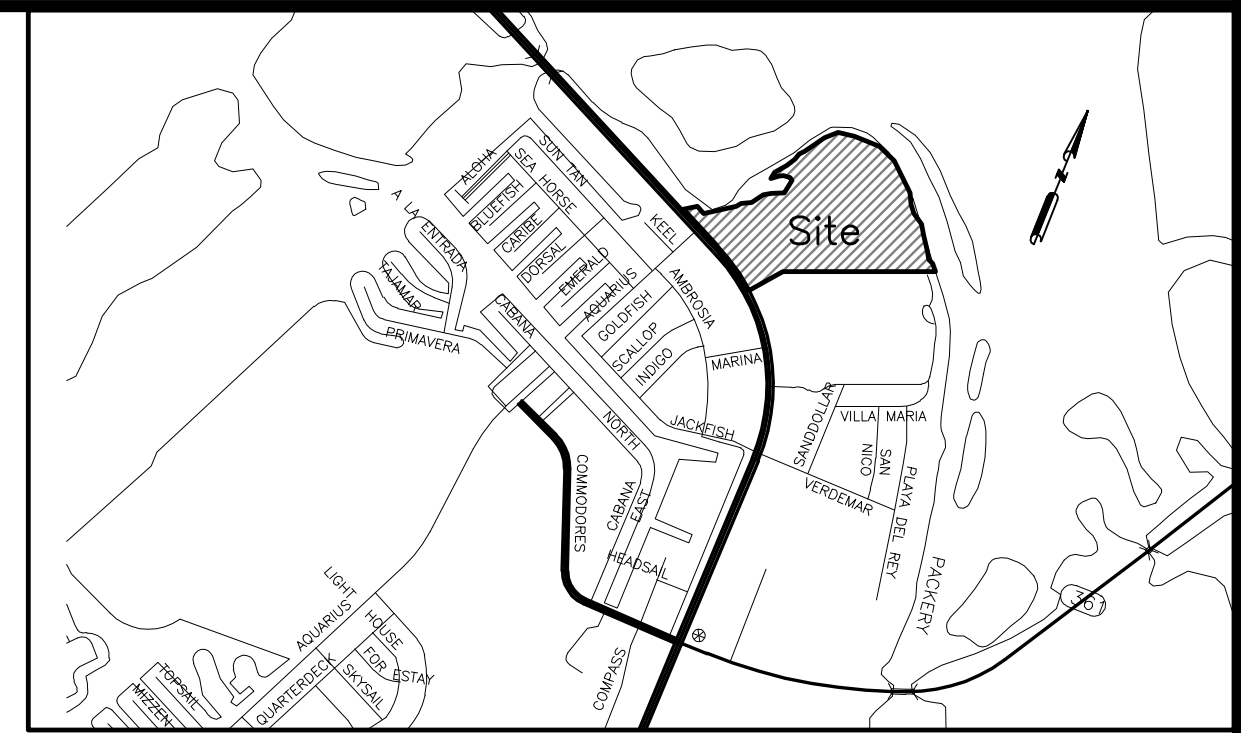 SUN TAN
ALOHA
SEA HORSE
BLUEFISH
CARIBE
DORSAL
EMERALD
AQUARIUS
GOLDFISH
SCALLOP
INDIGO
KEEL
AMBROSIA
MARINA
Site
N
A LA
ENTRADA
TAJAMAR
PRIMAVERA
CABANA
NORTH
JACKFISH
SANDDOLLAR
VILLA MARIA
SAN
NICO
VERDEMAR
PLAYA DEL REY
PACKERY
COMMODORES
CABANA
EAST
HEADSAIL
361
LIGHT
HOUSE
AQUARIUS
FOR ESTAY
SKYSAIL
QUARTERDECK
TOPSAIL
MIZZEN
COMPASS